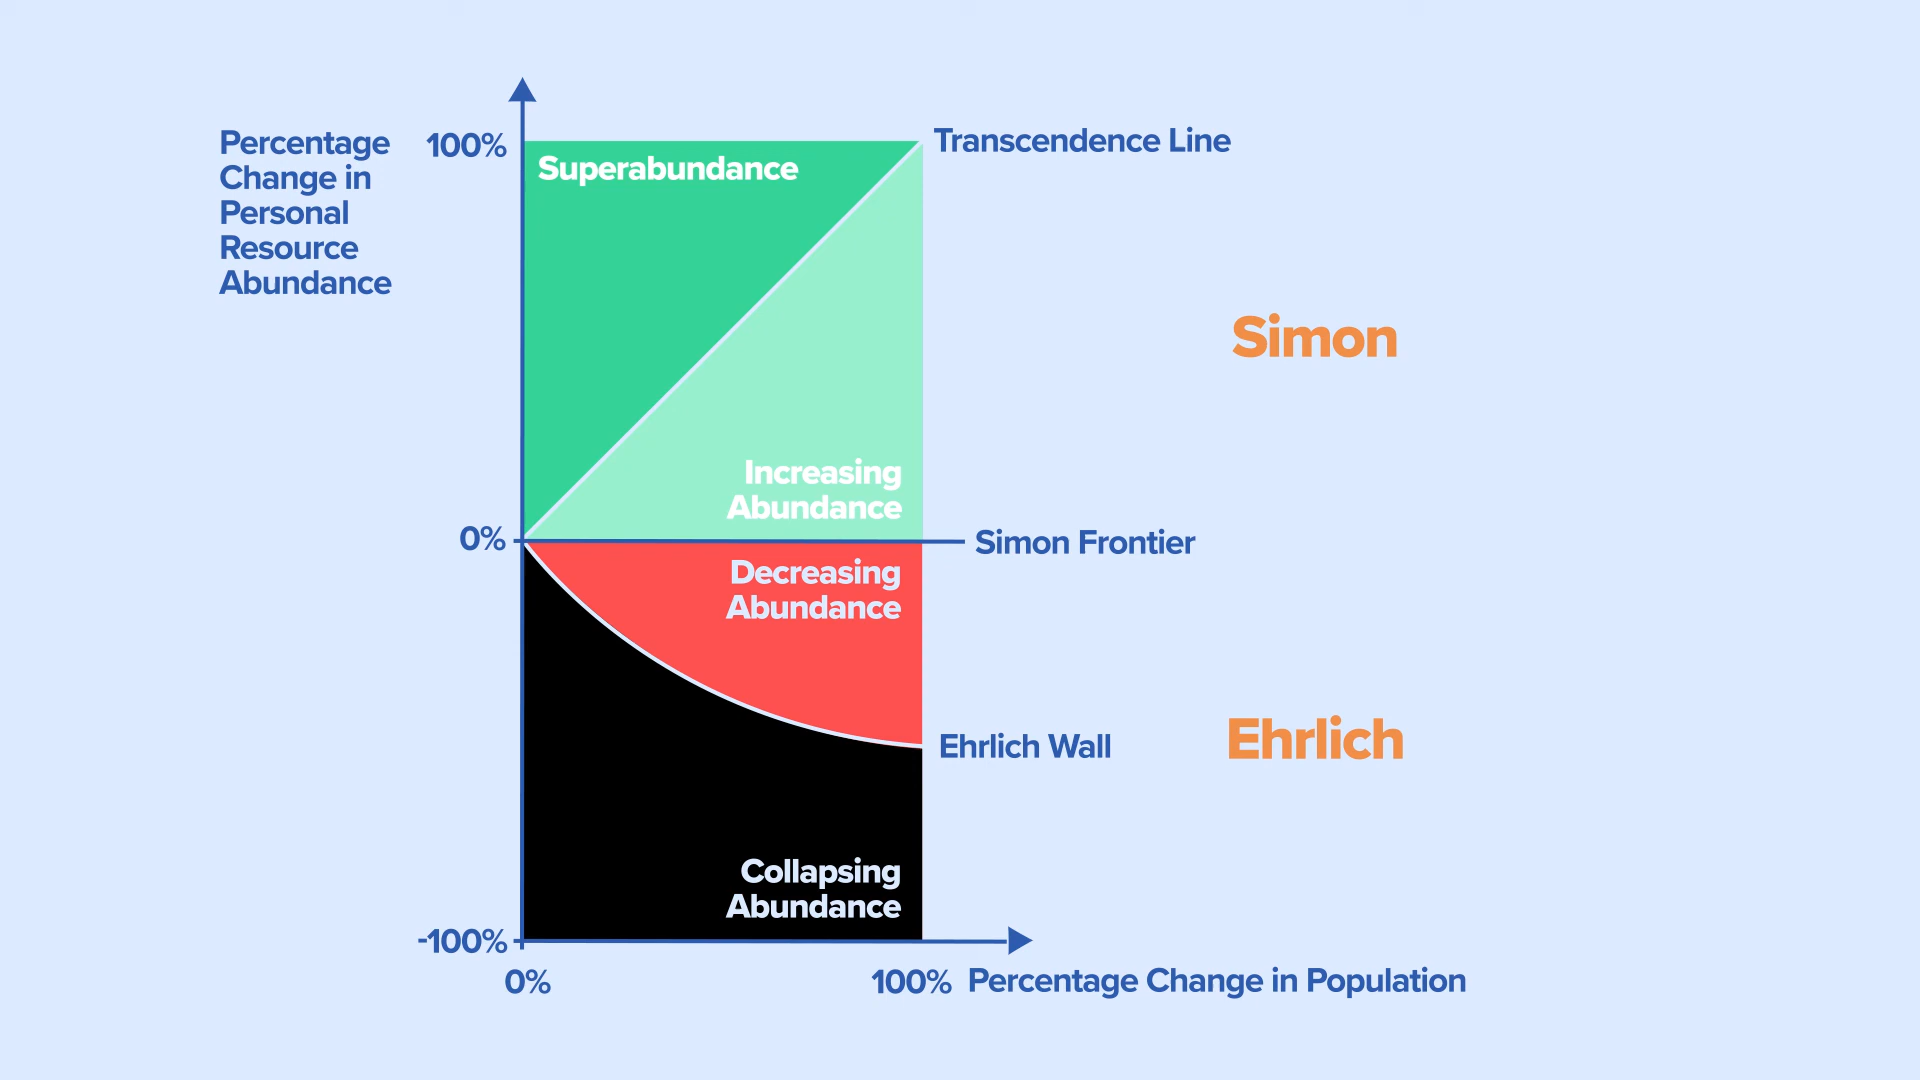 Percentage
Change in
Personal
Resource
Abundance
100%
Superabundance
Transcendence Line
Simon
Increasing
Abundance
0%
Simon Frontier
Decreasing
Abundance
Ehrlich Wall
Ehrlich
Collapsing
Abundance
-100%
0%
100%
Percentage Change in Population